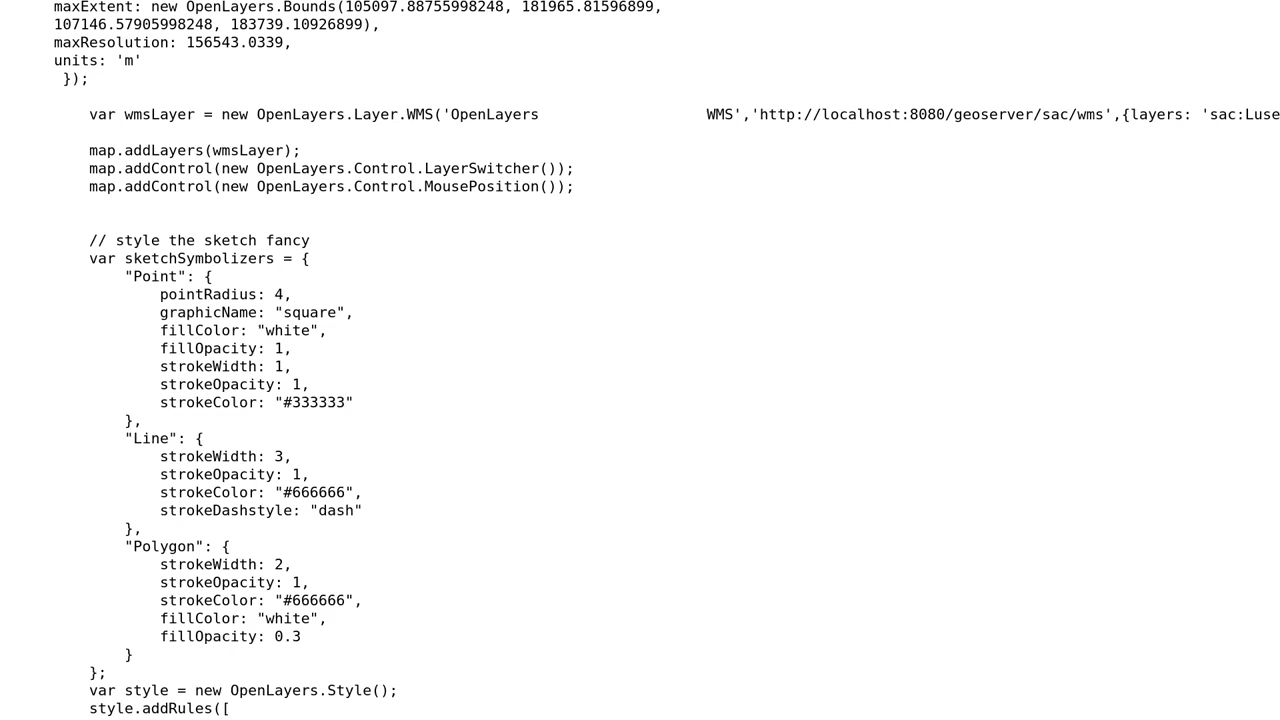 maxExtent: new OpenLayers.Bounds(105097.88755998248, 181965.81596899,
107146.57905998248, 183739.10926899),
maxResolution: 156543.0339,
units: 'm'
});
var wmsLayer = new OpenLayers.Layer.WMS('OpenLayers                   WMS','http://localhost:8080/geoserver/sac/wms',{layers: 'sac:Luse
map.addLayers(wmsLayer);
map.addControl(new OpenLayers.Control.LayerSwitcher());
map.addControl(new OpenLayers.Control.MousePosition());
// style the sketch fancy
var sketchSymbolizers = {
"Point": {
pointRadius: 4,
graphicName: "square",
fillColor: "white",
fillOpacity: 1,
strokeWidth: 1,
strokeOpacity: 1,
strokeColor: "#333333"
},
"Line": {
strokeWidth: 3,
strokeOpacity: 1,
strokeColor: "#666666",
strokeDashstyle: "dash"
},
"Polygon": {
strokeWidth: 2,
strokeOpacity: 1,
strokeColor: "#666666",
fillColor: "white",
fillOpacity: 0.3
}
};
var style = new OpenLayers.Style();
style.addRules([